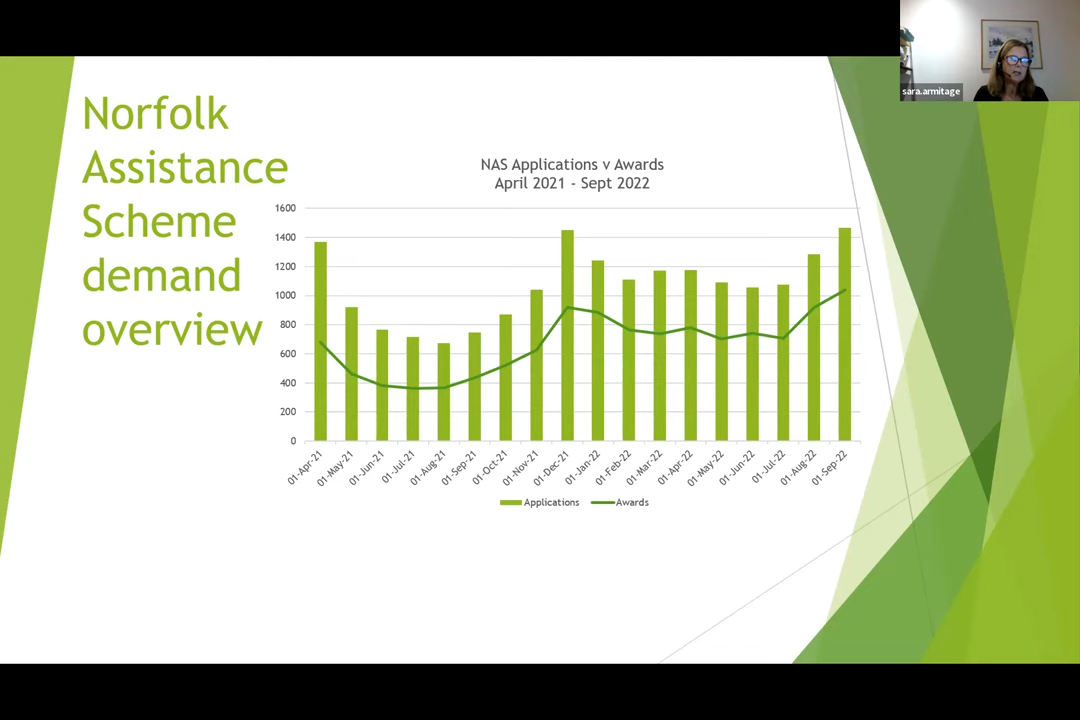 sara.armitage
Norfolk
Assistance
Scheme
demand
overview
NAS Applications v Awards
April 2021 - Sept 2022
1600
1400
1200
1000
800
600
400
200
0
01-Apr-21
01-May-21
01-Jun-21
01-Jul-21
01-Aug-21
01-Sep-21
01-Oct-21
01-Nov-21
01-Dec-21
01-Jan-22
01-Feb-22
01-Mar-22
01-Apr-22
01-May-22
01-Jun-22
01-Jul-22
01-Aug-22
01-Sep-22
Applications Awards